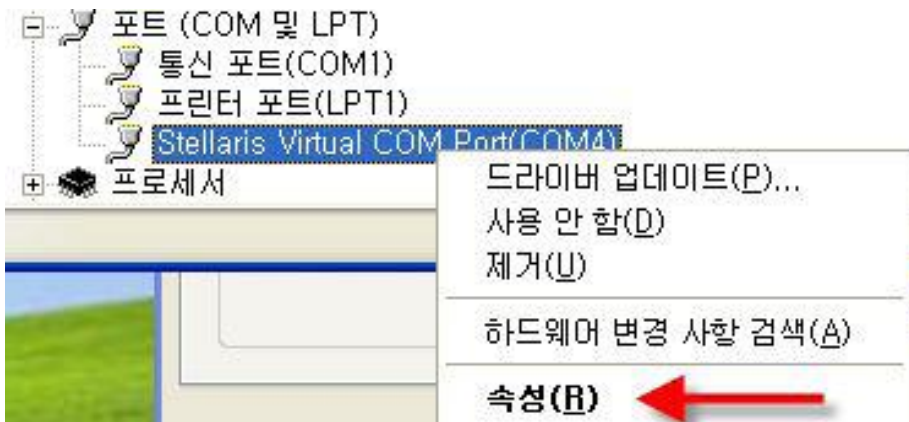 포트 (COM 및 LPT)
통신 포트(COM1)
프린터 포트(LPT1)
Stellaris Virtual COM Port(COM4)
프로세서
드라이버 업데이트(P)...
사용 안 함(D)
제거(U)
하드웨어 변경 사항 검색(A)
속성(R)